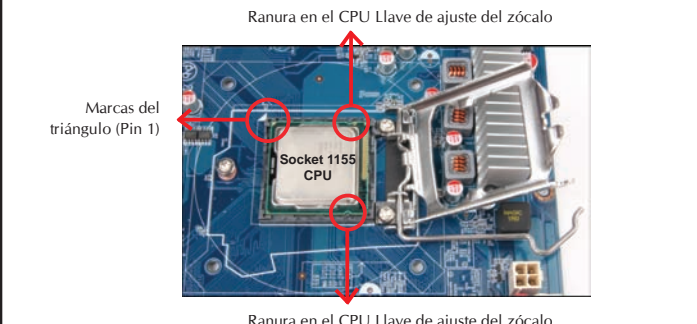 Ranura en el CPU Llave de ajuste del zócalo
Marcas del
triángulo (Pin 1)
Socket 1155
CPU
Ranura en el CPU Llave de ajuste del zócalo